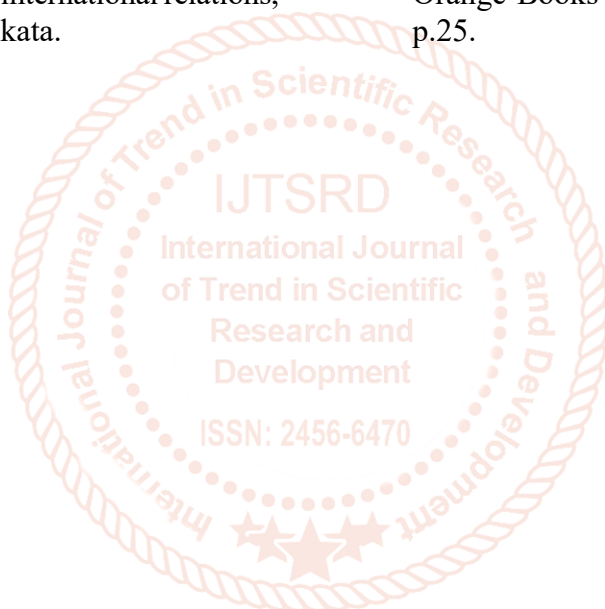 international relations,
kata.
Orange Books
p.25.
International Journal of Trend in Scientific Research and Development
IJTSRD
International Journal
of Trend in Scientific
Research and
Development
ISSN: 2456-6470